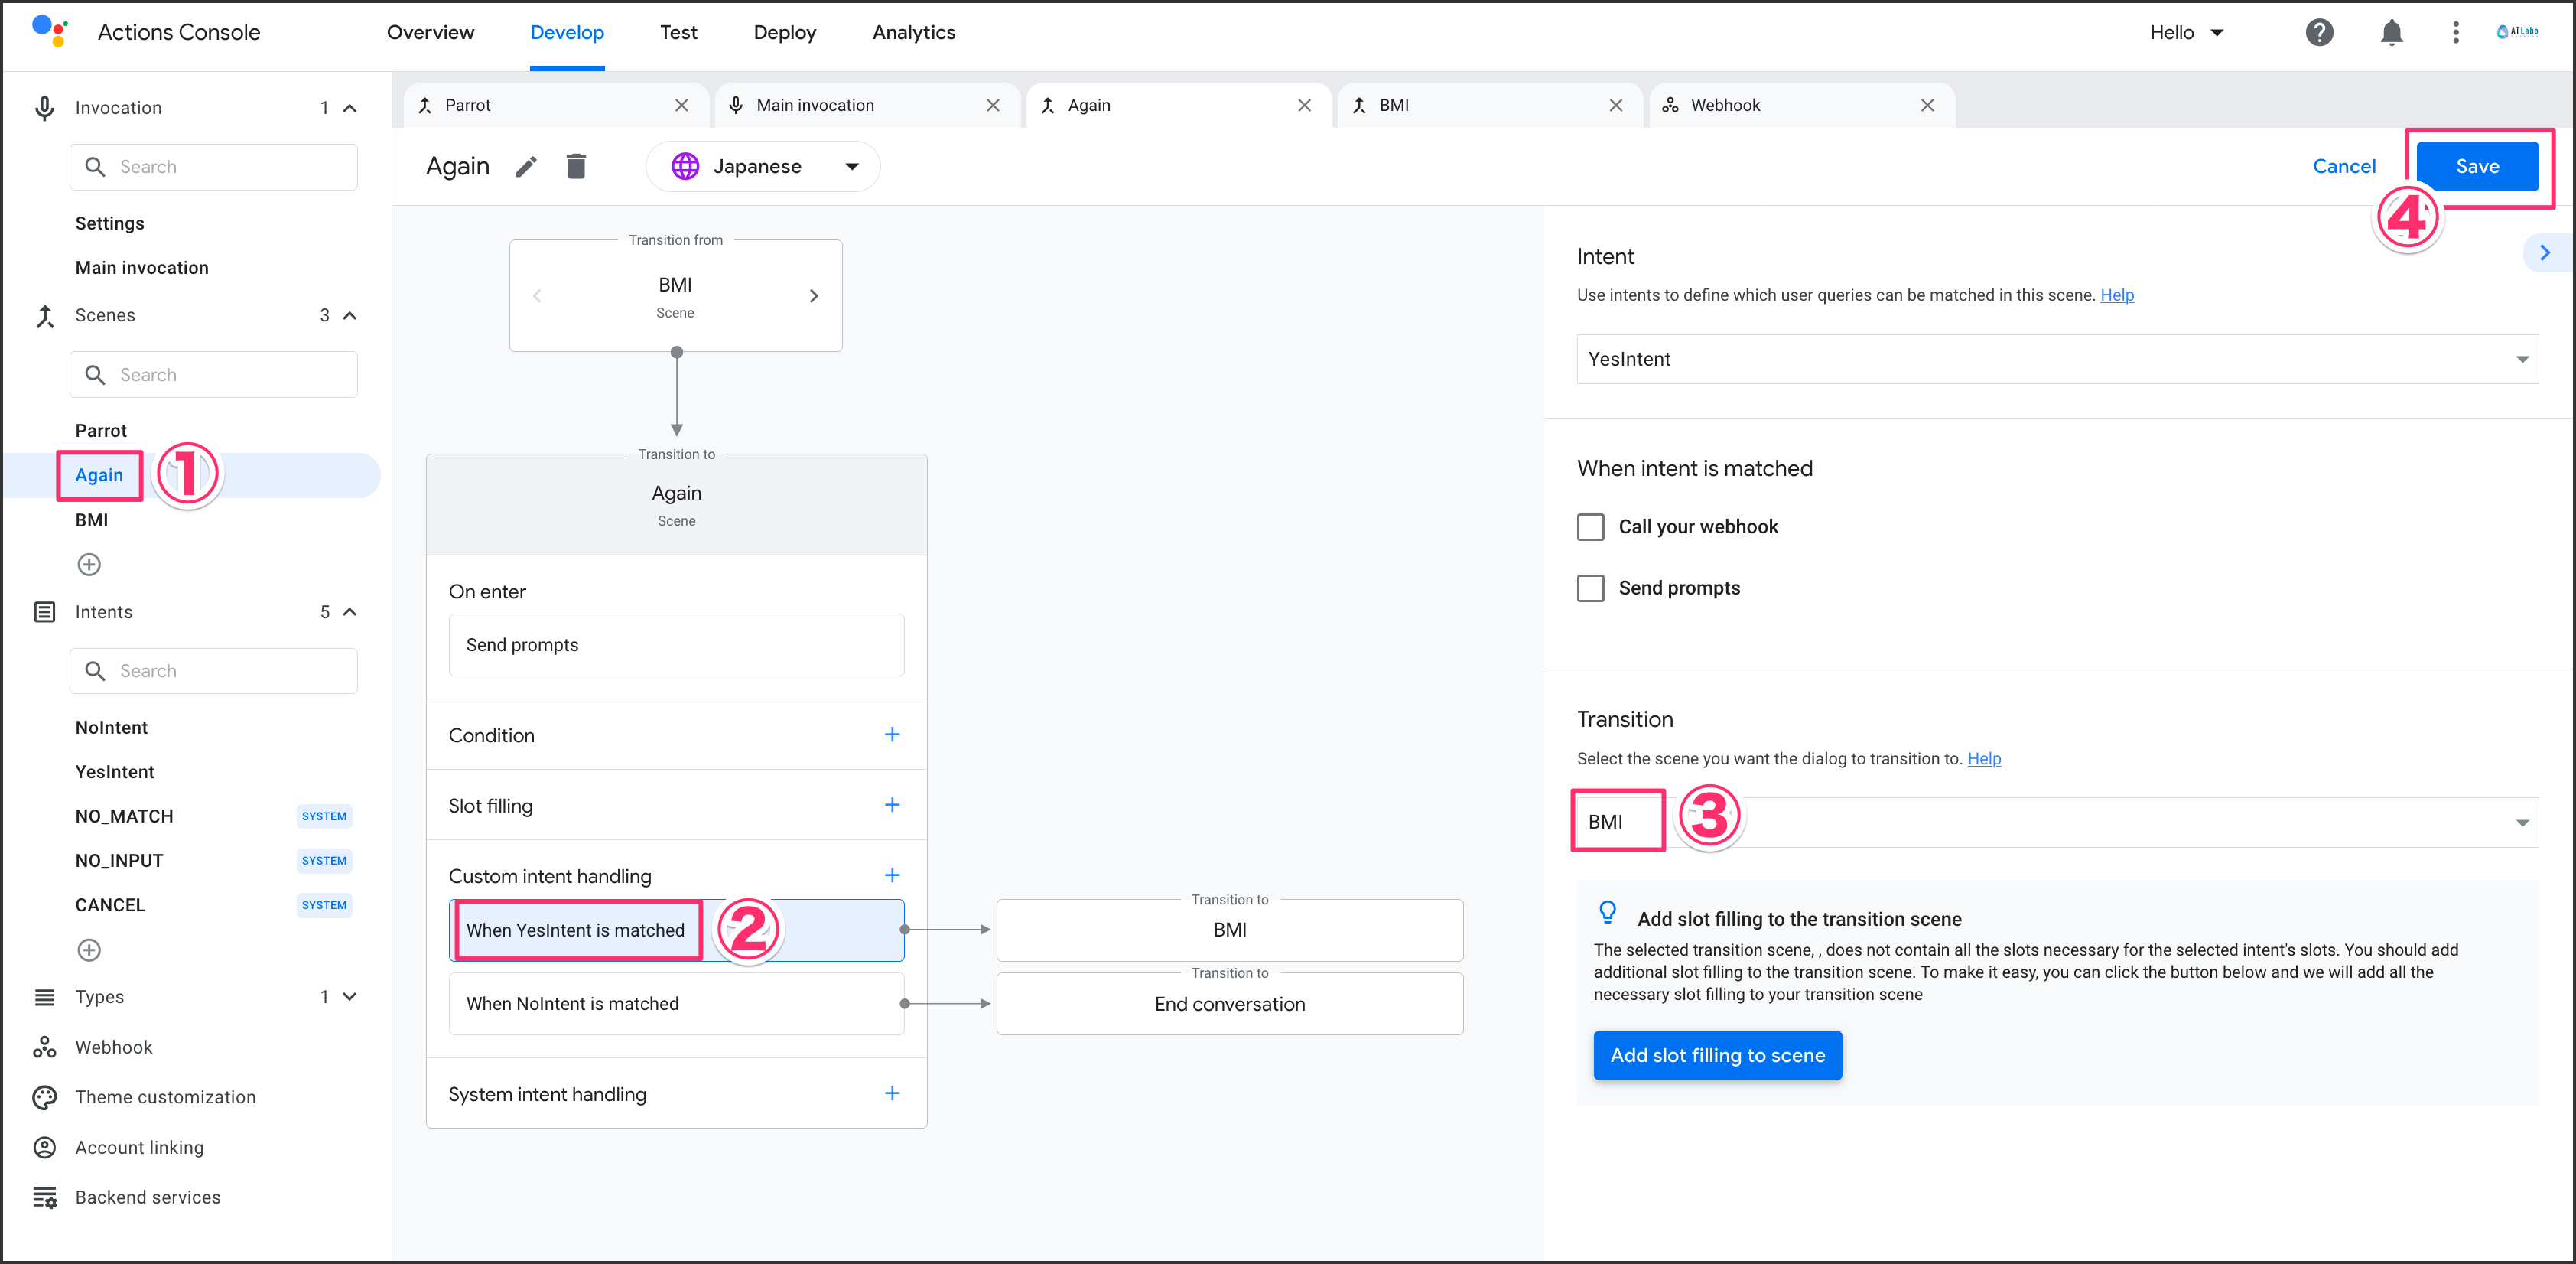 Actions Console
Overview
Develop
Test
Deploy
Analytics
Hello
ATLabo
Invocation 1
Search
Settings
Main invocation
Scenes 3
Search
Parrot
Again
①
BMI
Intents 5
Search
NoIntent
YesIntent
NO_MATCH SYSTEM
NO_INPUT SYSTEM
CANCEL SYSTEM
Types 1
Webhook
Theme customization
Account linking
Backend services
Parrot
Main invocation
Again
BMI
Webhook
Again
Japanese
Cancel
Save
④
Transition from
BMI
Scene
Transition to
Again
Scene
On enter
Send prompts
Condition
Slot filling
Custom intent handling
When YesIntent is matched
②
Transition to
BMI
When NoIntent is matched
Transition to
End conversation
System intent handling
Intent
Use intents to define which user queries can be matched in this scene. Help
YesIntent
When intent is matched
Call your webhook
Send prompts
Transition
Select the scene you want the dialog to transition to. Help
BMI
③
Add slot filling to the transition scene
The selected transition scene, , does not contain all the slots necessary for the selected intent's slots. You should add
additional slot filling to the transition scene. To make it easy, you can click the button below and we will add all the
necessary slot filling to your transition scene
Add slot filling to scene